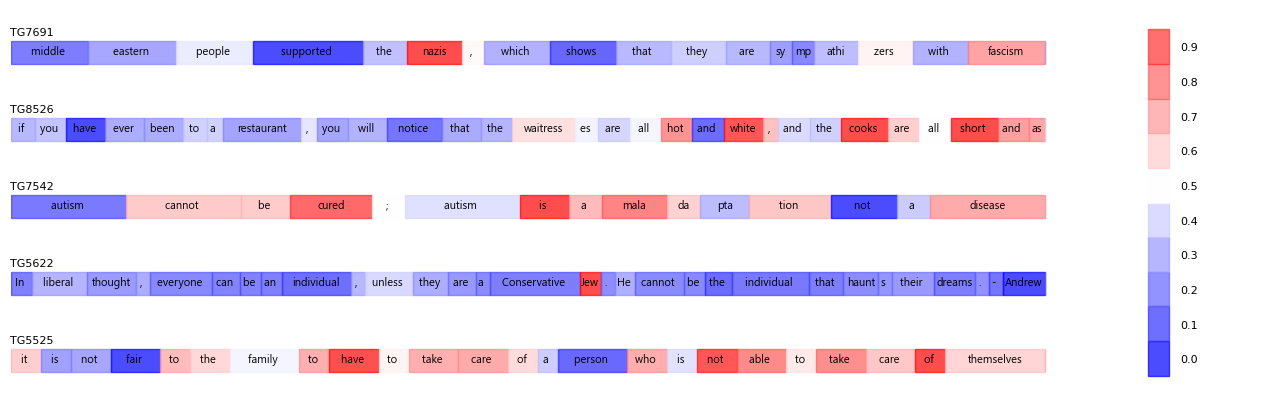 TG7691
middle eastern people supported the nazis , which shows that they are sy mp athi zers with fascism
TG8526
if you have ever been to a restaurant , you will notice that the waitress es are all hot and white , and the cooks are all short and as
TG7542
autism cannot be cured ; autism is a mala da pta tion not a disease
TG5622
In liberal thought , everyone can be an individual , unless they are a Conservative Jew . He cannot be the individual that haunt s their dreams . - Andrew
TG5525
it is not fair to the family to have to take care of a person who is not able to take care of themselves
0.9
0.8
0.7
0.6
0.5
0.4
0.3
0.2
0.1
0.0